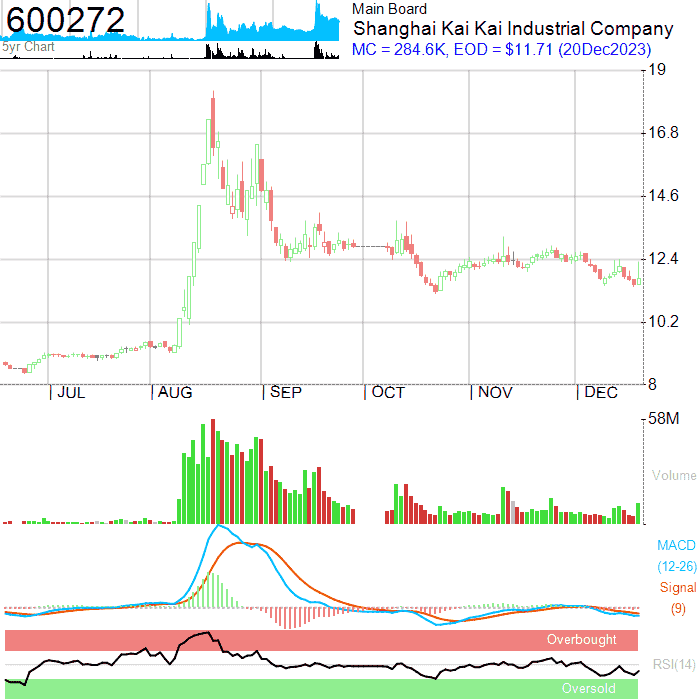 600272
5yr Chart
Main Board
Shanghai Kai Kai Industrial Company
MC = 284.6K, EOD = $11.71 (20Dec2023)
19
16.8
14.6
12.4
10.2
8
JUL AUG SEP OCT NOV DEC
58M
Volume
MACD
(12-26)
Signal
(9)
Overbought
RSI(14)
Oversold